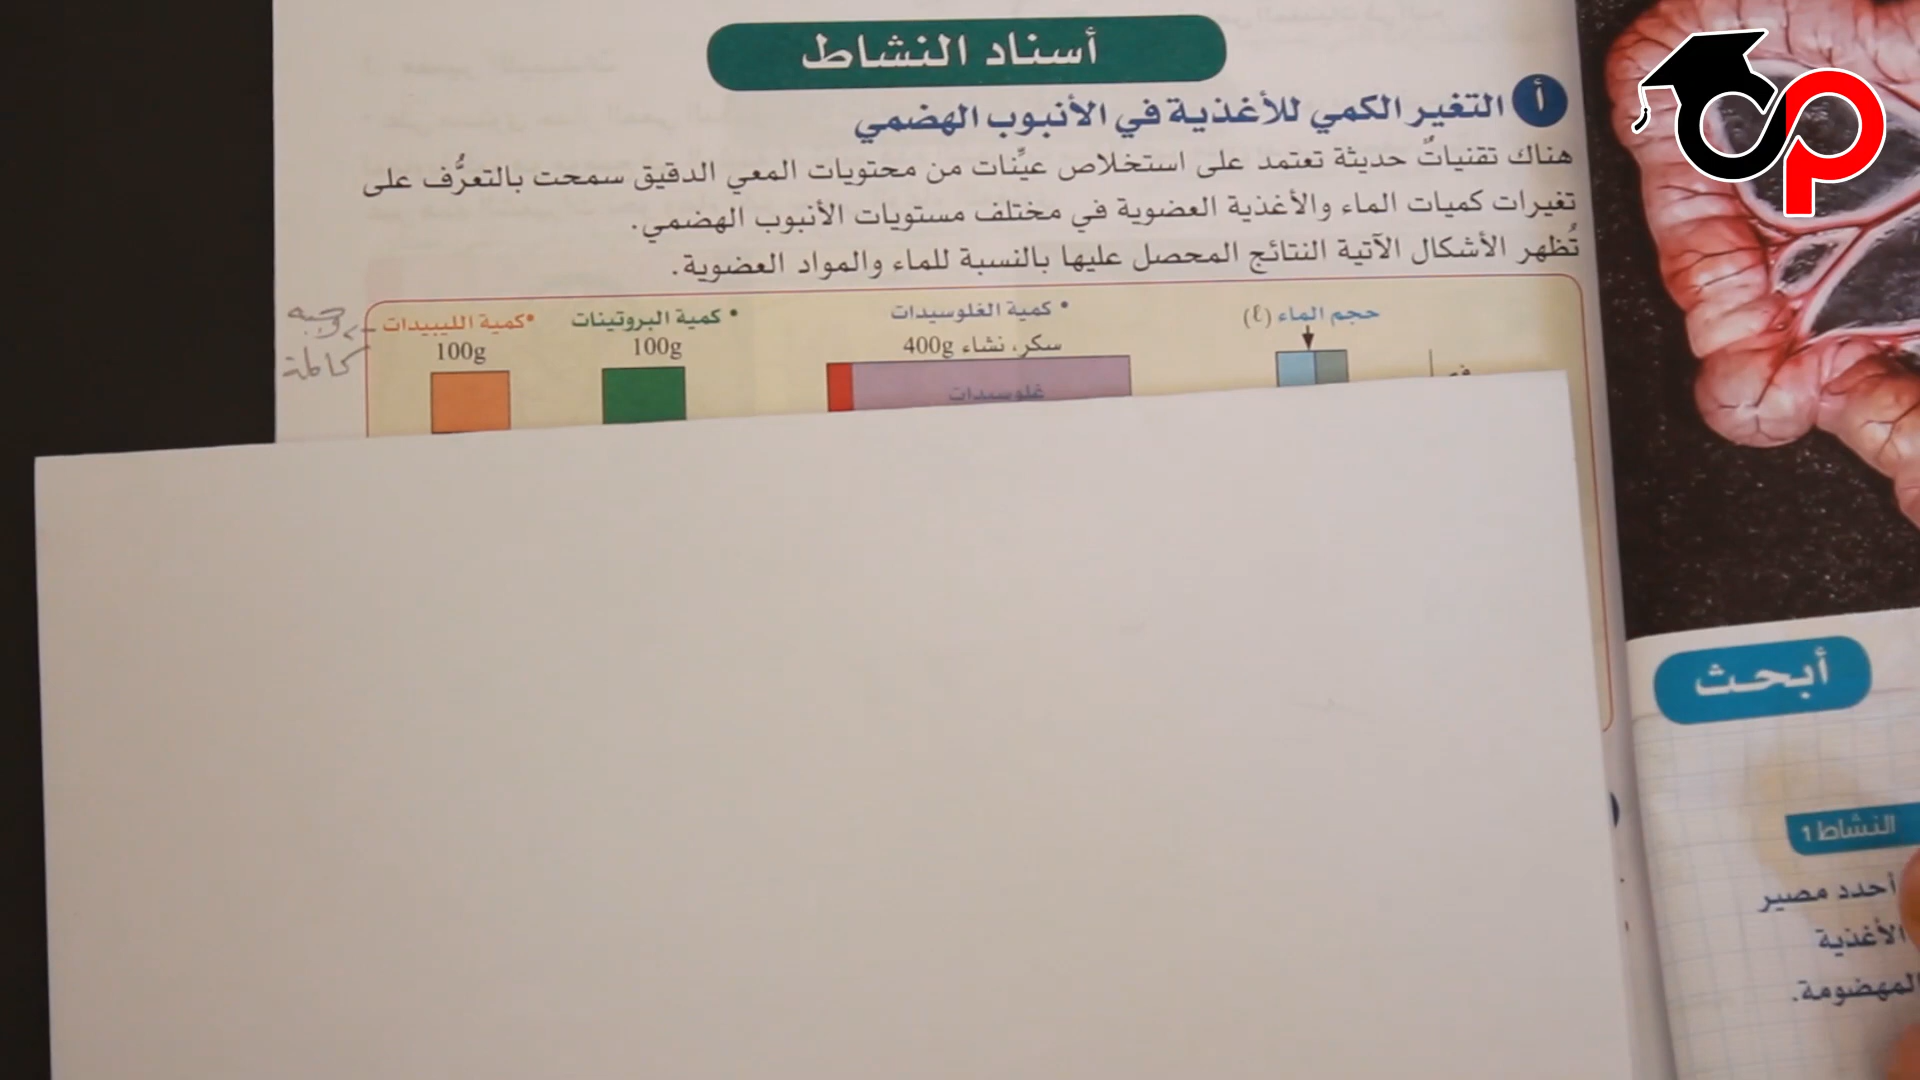 أسناد النشاط
أ التغير الكمي للأغذية في الأنبوب الهضمي
هناك تقنياتٌ حديثة تعتمد على استخلاص عيِّنات من محتويات المعي الدقيق سمحت بالتعرُّف على
تغيرات كميات الماء والأغذية العضوية في مختلف مستويات الأنبوب الهضمي.
تُظهر الأشكال الآتية النتائج المحصل عليها بالنسبة للماء والمواد العضوية.
حجم الماء (ℓ)
• كمية الغلوسيدات
سكر، نشاء 400g
غلوسيدات
• كمية البروتينات
100g
• كمية الليبيدات
100g
وجبة
كاملة
أبحث
النشاط 1
أحدد مصير
الأغذية
المهضومة.